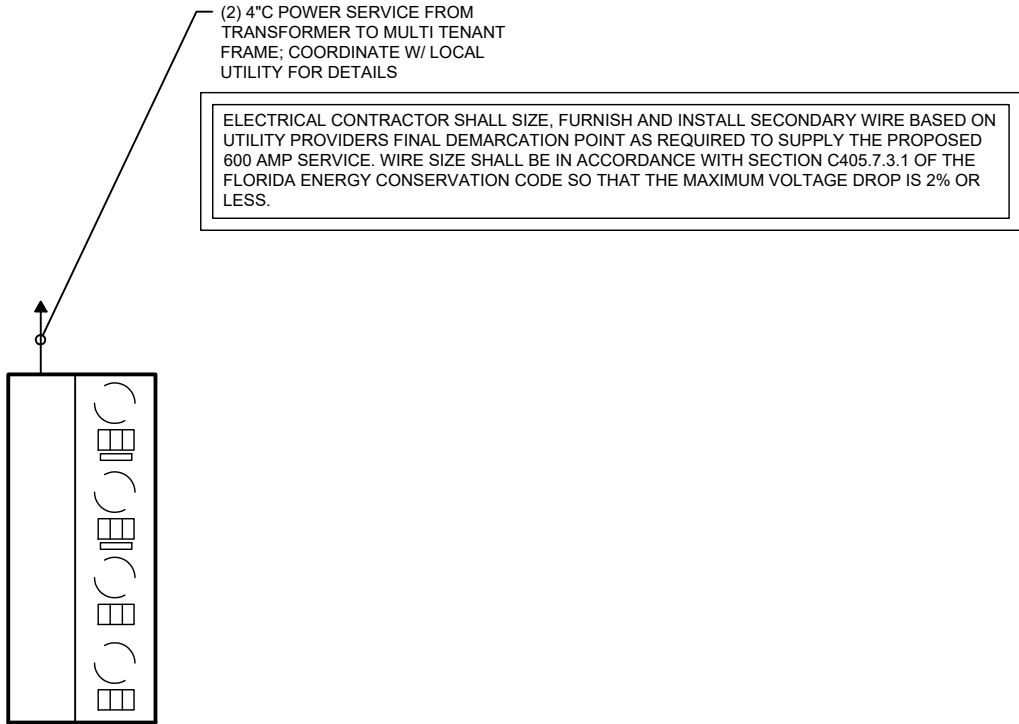 (2) 4"C POWER SERVICE FROM
TRANSFORMER TO MULTI TENANT
FRAME; COORDINATE W/ LOCAL
UTILITY FOR DETAILS
ELECTRICAL CONTRACTOR SHALL SIZE, FURNISH AND INSTALL SECONDARY WIRE BASED ON
UTILITY PROVIDERS FINAL DEMARCATION POINT AS REQUIRED TO SUPPLY THE PROPOSED
600 AMP SERVICE. WIRE SIZE SHALL BE IN ACCORDANCE WITH SECTION C405.7.3.1 OF THE
FLORIDA ENERGY CONSERVATION CODE SO THAT THE MAXIMUM VOLTAGE DROP IS 2% OR
LESS.